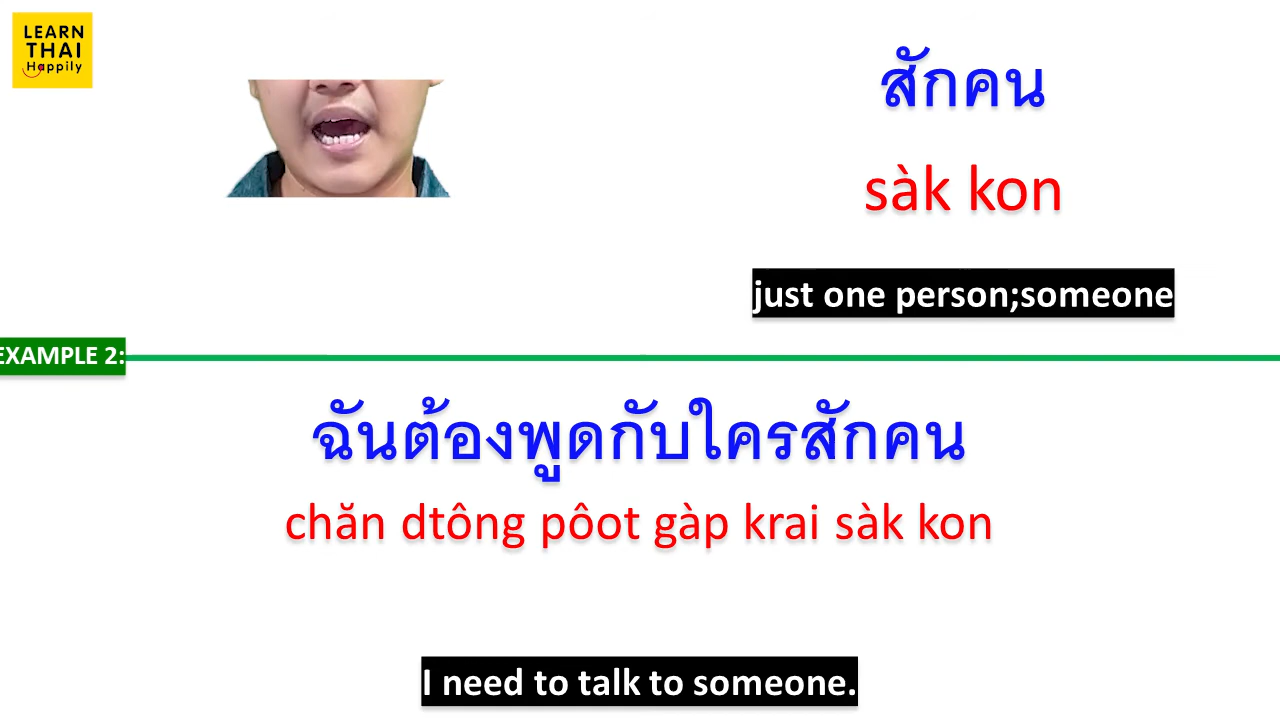 LEARN
THAI
Happily
สักคน
sàk kon
just one person;someone
EXAMPLE 2:
ฉันต้องพูดกับใครสักคน
chăn dtông pôot gàp krai sàk kon
I need to talk to someone.